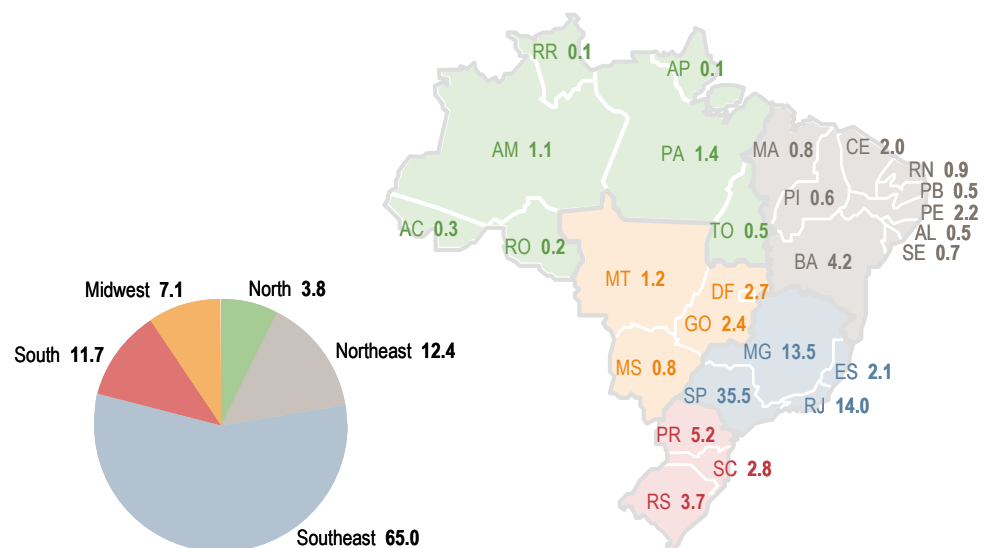 RR 0.1
AP 0.1
AM 1.1
PA 1.4
MA 0.8
CE 2.0
RN 0.9
PB 0.5
PE 2.2
AL 0.5
SE 0.7
PI 0.6
AC 0.3
RO 0.2
TO 0.5
BA 4.2
MT 1.2
DF 2.7
GO 2.4
MG 13.5
ES 2.1
MS 0.8
SP 35.5
RJ 14.0
PR 5.2
SC 2.8
RS 3.7
Midwest 7.1
North 3.8
South 11.7
Northeast 12.4
Southeast 65.0